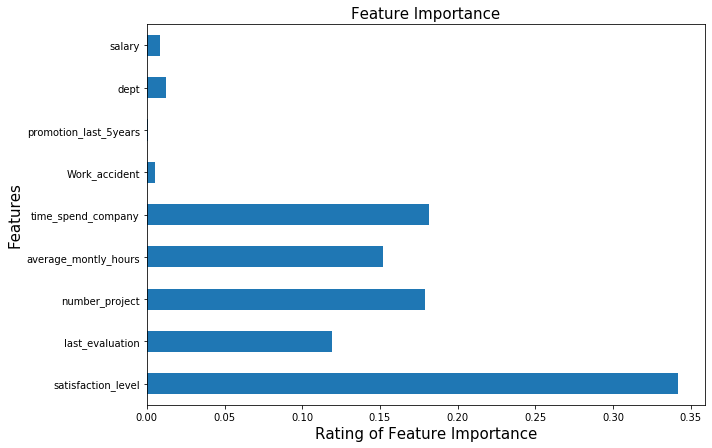 Feature Importance
salary
dept
promotion_last_5years
Work_accident
time_spend_company
average_montly_hours
number_project
last_evaluation
satisfaction_level
Features
0.00 0.05 0.10 0.15 0.20 0.25 0.30 0.35
Rating of Feature Importance